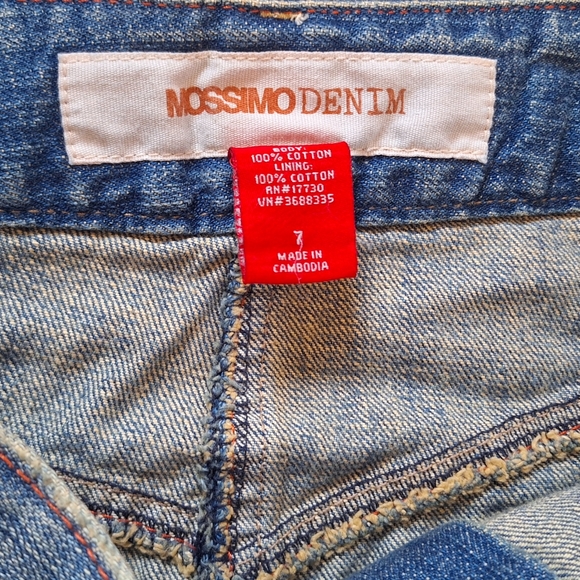 MOSSIMO DENIM
BODY:
100% COTTON
LINING:
100% COTTON
RN#17730
VN#3688335
7
MADE IN
CAMBODIA